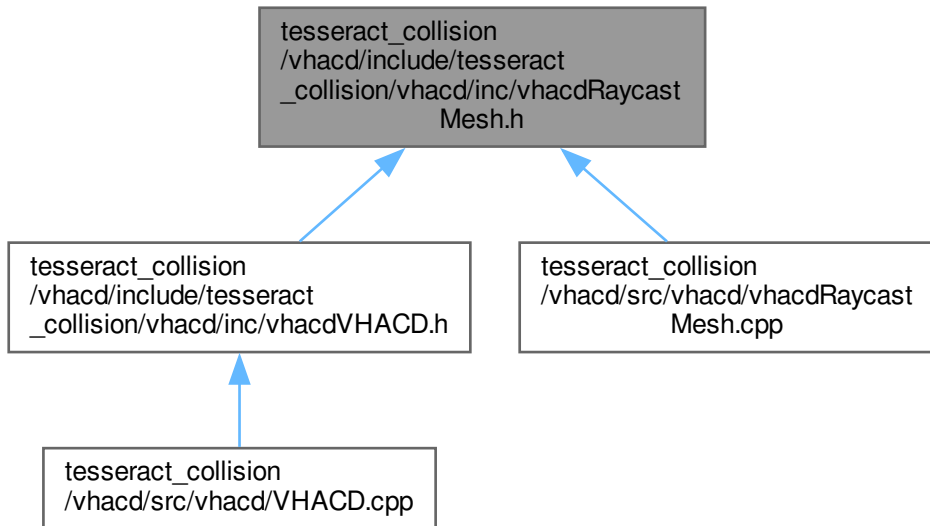 tesseract_collision
/vhacd/include/tesseract
_collision/vhacd/inc/vhacdRaycast
Mesh.h
tesseract_collision
/vhacd/include/tesseract
_collision/vhacd/inc/vhacdVHACD.h
tesseract_collision
/vhacd/src/vhacd/vhacdRaycast
Mesh.cpp
tesseract_collision
/vhacd/src/vhacd/VHACD.cpp